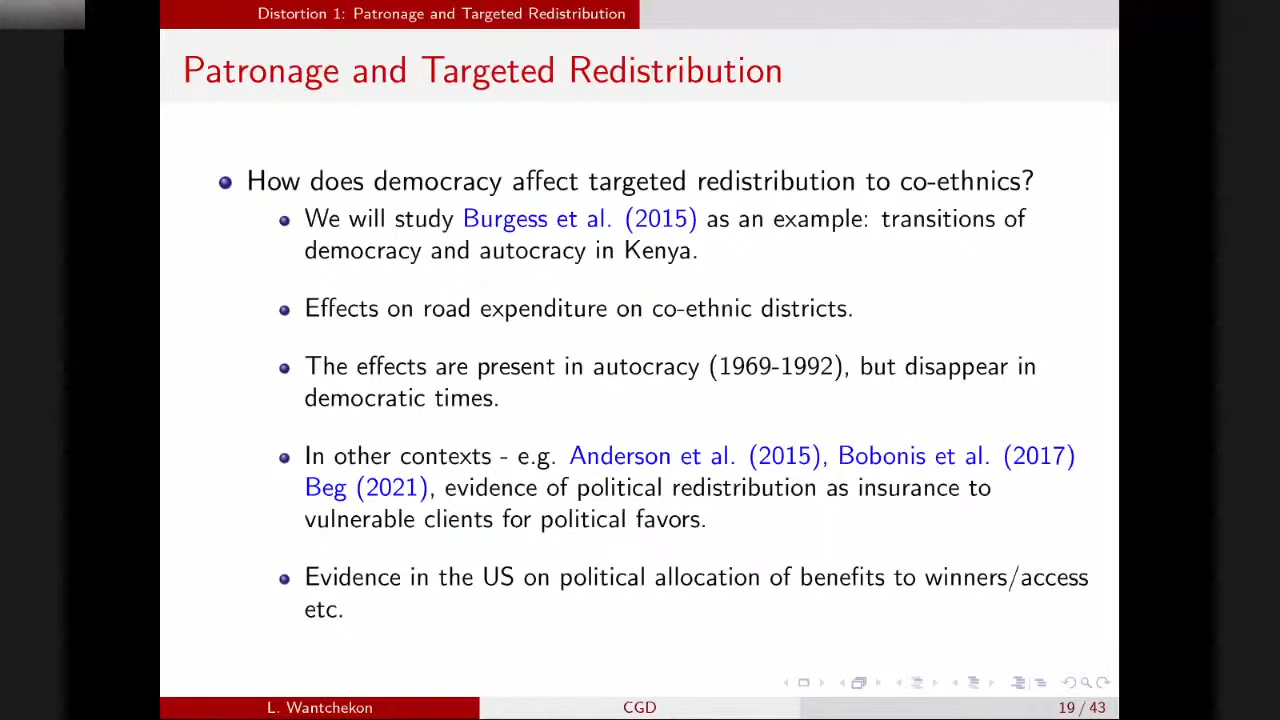 Distortion 1: Patronage and Targeted Redistribution
Patronage and Targeted Redistribution
How does democracy affect targeted redistribution to co-ethnics?
We will study Burgess et al. (2015) as an example: transitions of
democracy and autocracy in Kenya.
Effects on road expenditure on co-ethnic districts.
The effects are present in autocracy (1969-1992), but disappear in
democratic times.
In other contexts - e.g. Anderson et al. (2015), Bobonis et al. (2017)
Beg (2021), evidence of political redistribution as insurance to
vulnerable clients for political favors.
Evidence in the US on political allocation of benefits to winners/access
etc.
L. Wantchekon
CGD
19 / 43